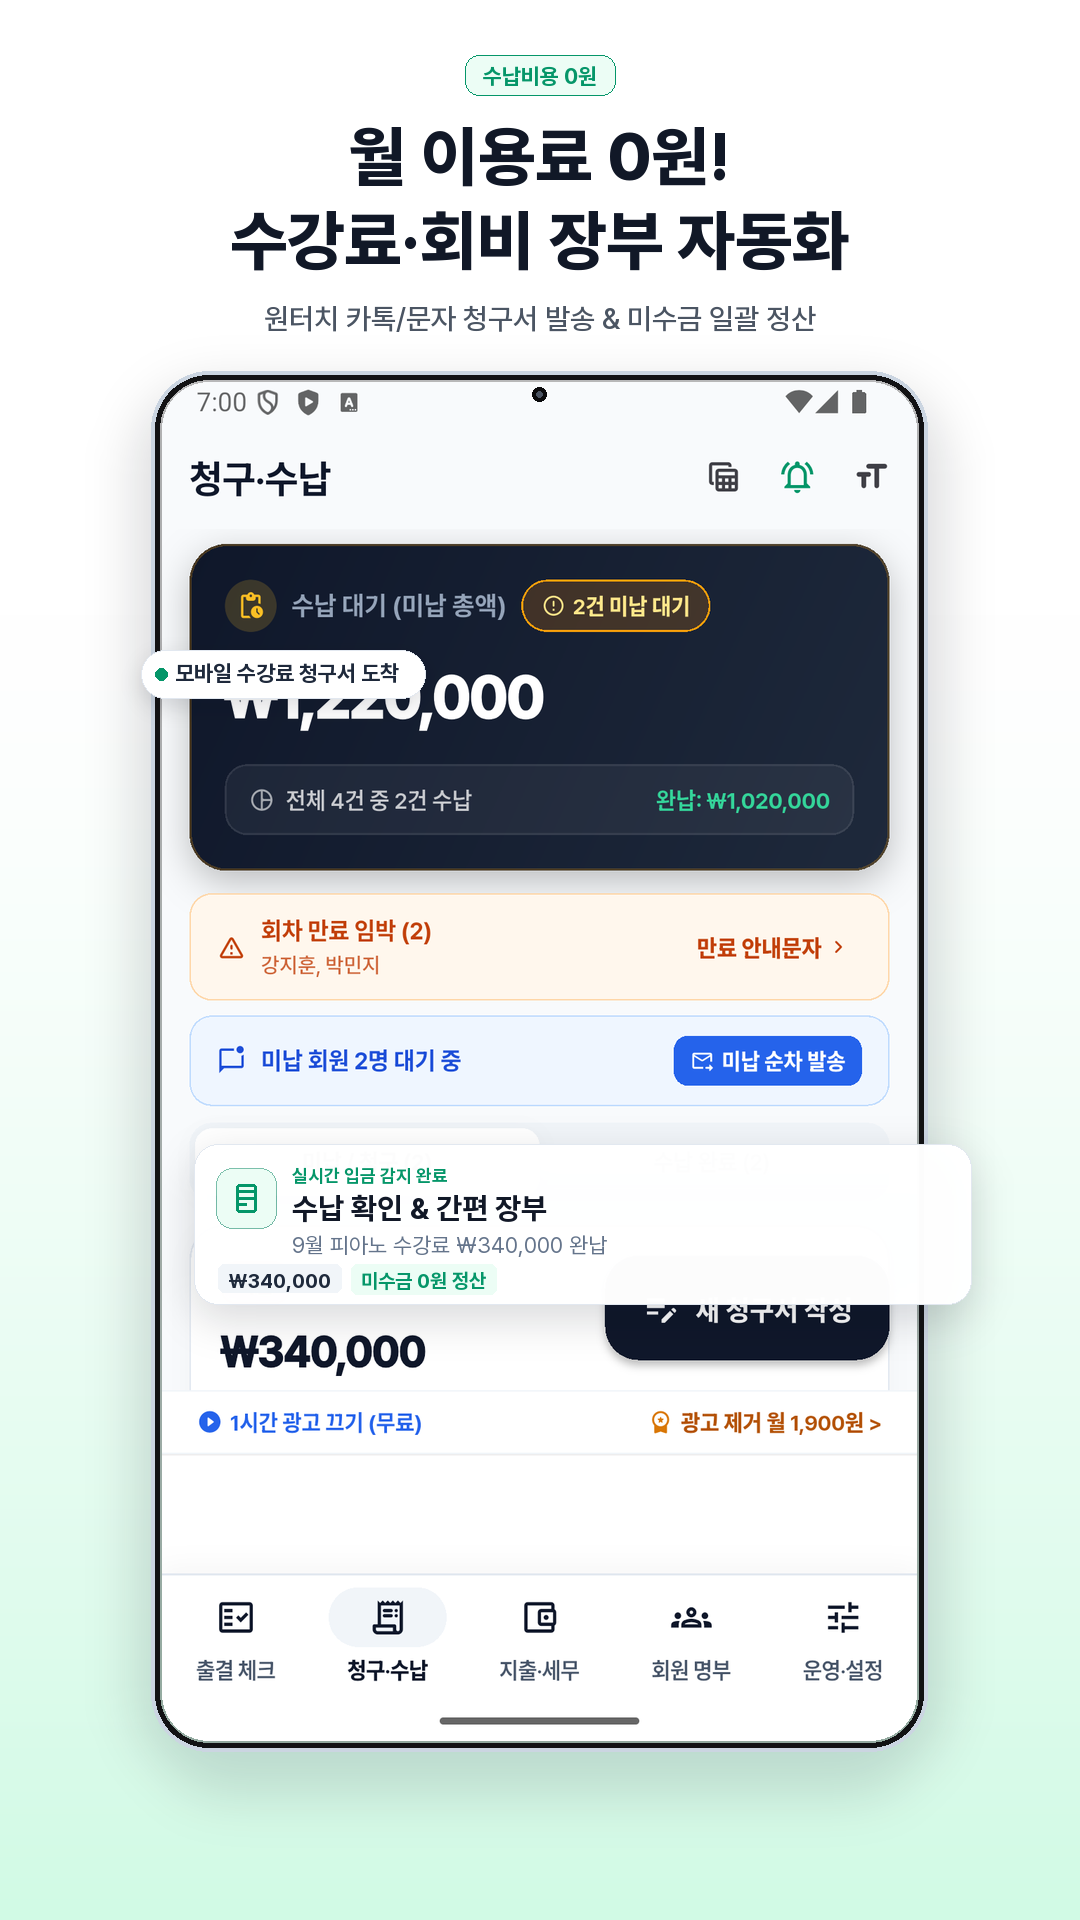 수납비용 0원
월 이용료 0원!
수강료·회비 장부 자동화
원터치 카톡/문자 청구서 발송 & 미수금 일괄 정산
7:00
청구·수납
수납 대기 (미납 총액)
2건 미납 대기
모바일 수강료 청구서 도착
₩1,220,000
전체 4건 중 2건 수납
완납: ₩1,020,000
회차 만료 임박 (2)
강지훈, 박민지
만료 안내문자 >
미납 회원 2명 대기 중
미납 순차 발송
실시간 입금 감지 완료
수납 확인 & 간편 장부
9월 피아노 수강료 ₩340,000 완납
₩340,000
미수금 0원 정산
새 청구서 작성
₩340,000
1시간 광고 끄기 (무료)
광고 제거 월 1,900원 >
출결 체크
청구·수납
지출·세무
회원 명부
운영·설정